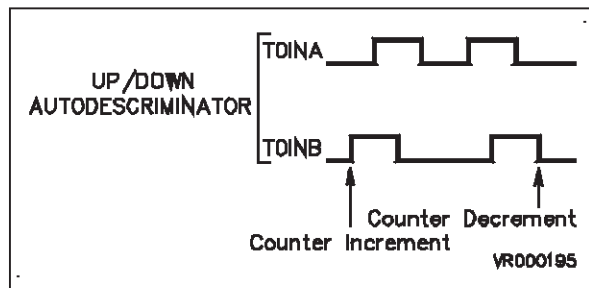 TOINA
UP/DOWN
AUTODESCRIMINATOR
TOINB
Counter Decrement
Counter Increment
VR000195